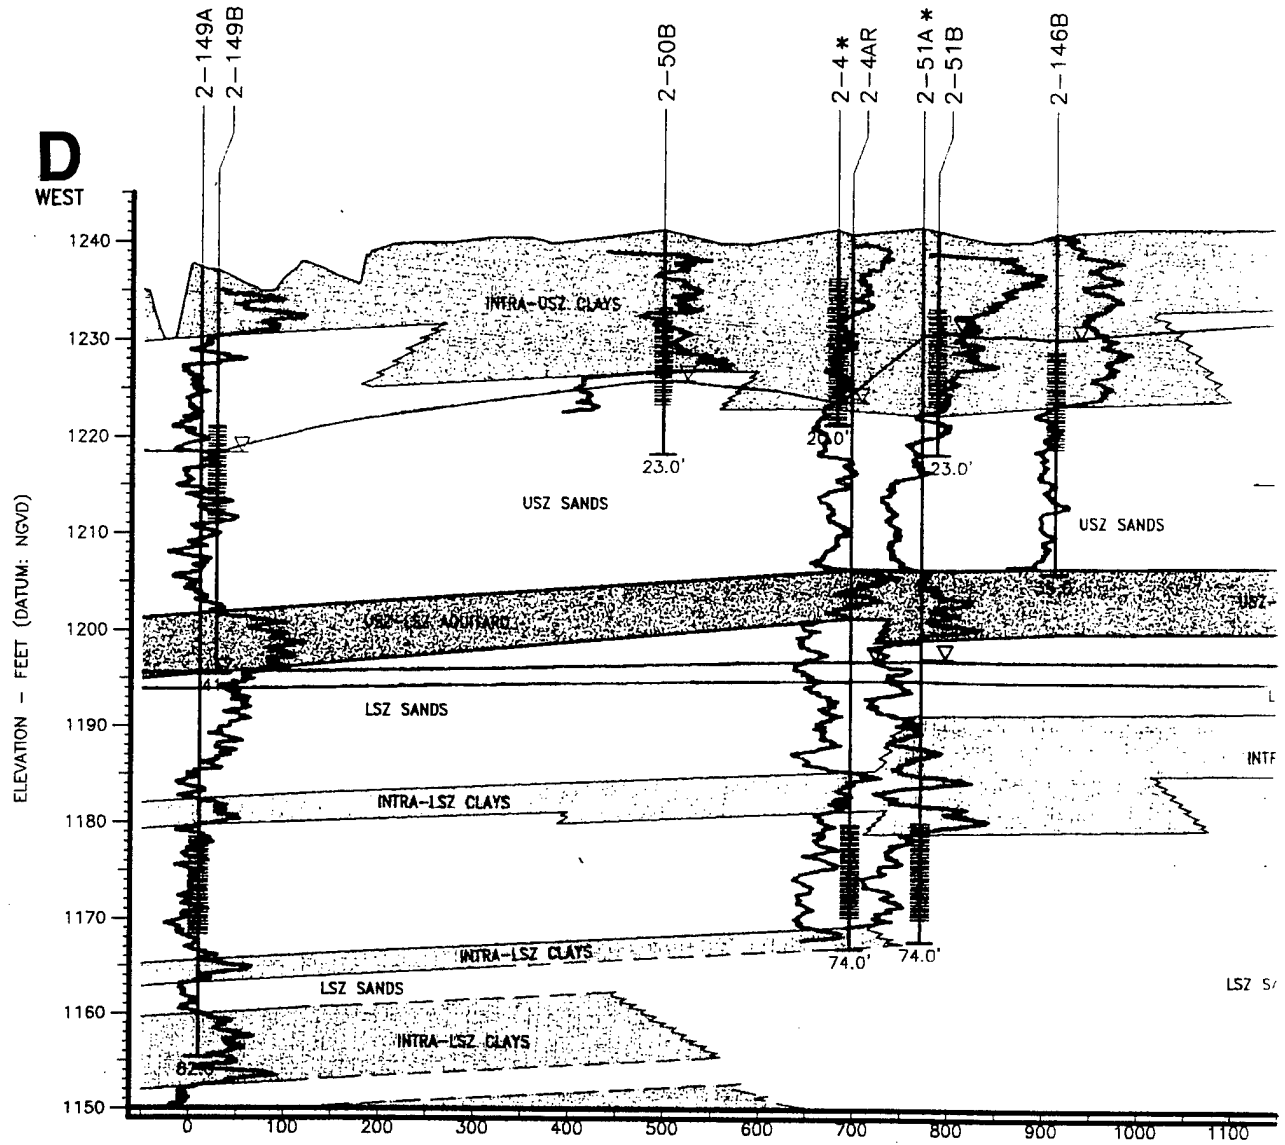 2-149A
2-149B
2-50B
2-4 *
2-4AR
2-51A *
2-51B
2-146B
D
WEST
ELEVATION - FEET (DATUM: NGVD)
1240
1230
1220
1210
1200
1190
1180
1170
1160
1150
INTRA-USZ CLAYS
20.0'
23.0'
23.0'
USZ SANDS
USZ SANDS
USZ-LSZ AQUITARD
USZ-
LSZ SANDS
L
INTF
INTRA-LSZ CLAYS
INTRA-LSZ CLAYS
74.0'
74.0'
LSZ SANDS
LSZ S
INTRA-LSZ CLAYS
0 100 200 300 400 500 600 700 800 900 1000 1100